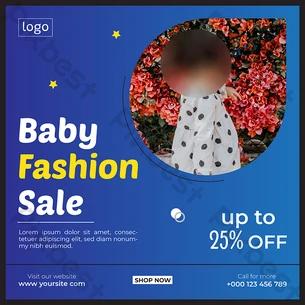 logo
Baby
Fashion
Sale
Lorem ipsum dolor sit amet, consec-
tetuer adipiscing elit, sed diam nonum-
my nibh euismod.
up to
25% OFF
Visit our website
www yoursite com
SHOP NOW
Call for more
+000 123 456 789